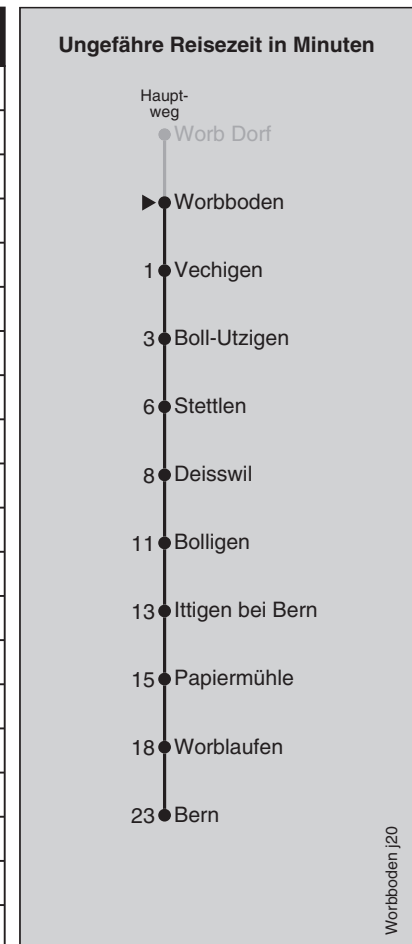 Ungefähre Reisezeit in Minuten
Haupt-
weg
Worb Dorf
Worbboden
1 Vechigen
3 Boll-Utzigen
6 Stettlen
8 Deisswil
11 Bolligen
13 Ittigen bei Bern
15 Papiermühle
18 Worblaufen
23 Bern
Worbboden j20